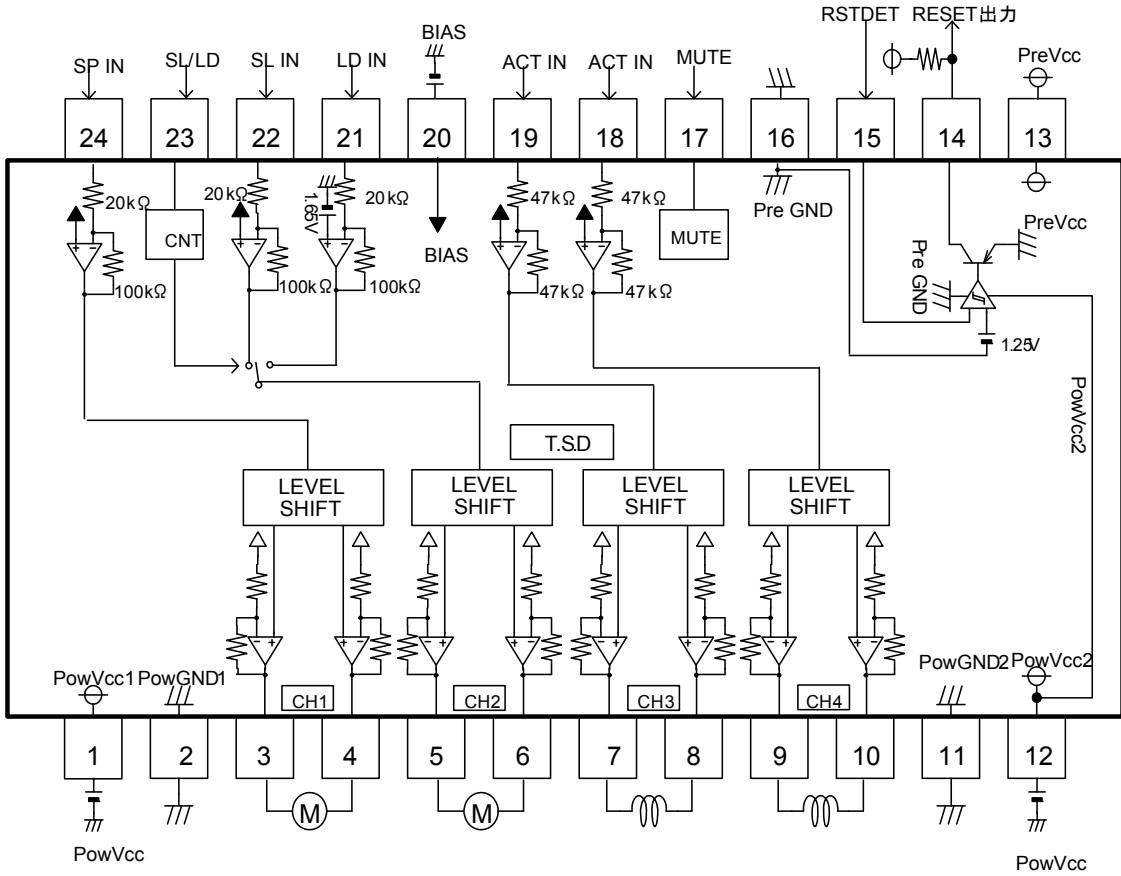 RSTDET RESET出力
BIAS
SP IN SL/LD SL IN LD IN ACT IN ACT IN MUTE PreVcc
24 23 22 21 20 19 18 17 16 15 14 13
20kΩ 20kΩ 1.65V 20kΩ 47kΩ 47kΩ Pre GND
CNT BIAS MUTE PreVcc
100kΩ 100kΩ 100kΩ 47kΩ 47kΩ Pre GND
1.25V
PowVcc2
T.S.D
LEVEL SHIFT
LEVEL SHIFT
LEVEL SHIFT
LEVEL SHIFT
+ - + - + - + - + -
- + + - - + + - - + + - - + + -
PowVcc1 PowGND1 PowGND2 PowVcc2
CH1 CH2 CH3 CH4
1 2 3 4 5 6 7 8 9 10 11 12
M M
PowVcc PowVcc